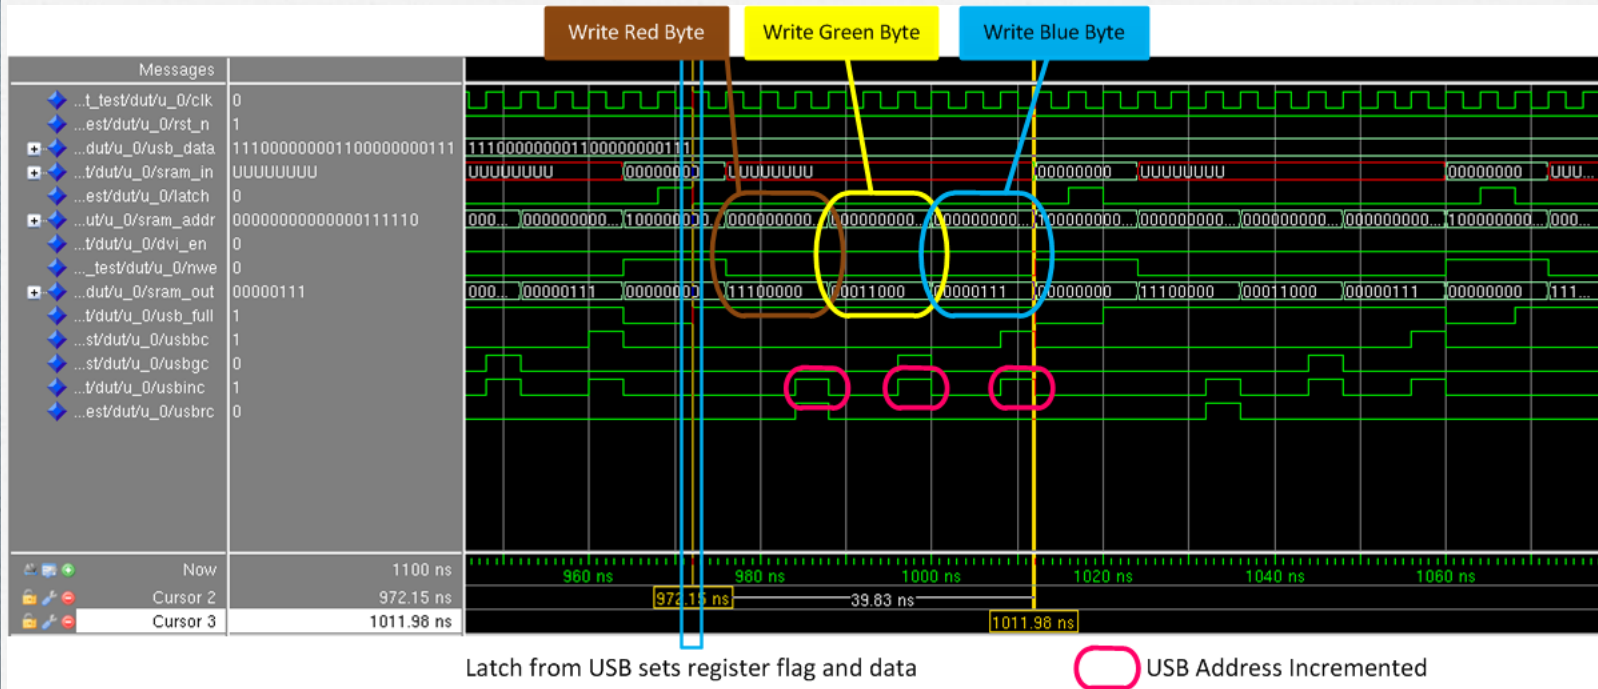 Write Red Byte
Write Green Byte
Write Blue Byte
Messages
...t_test/dut/u_0/clk 0
...est/dut/u_0/rst_n 1
...dut/u_0/usb_data 1110000000011000000000111 1110000000011000000000111
...t/dut/u_0/sram_in UUUUUUUU UUUUUUUU 00000000 UUUUUUUU 00000000 UUUUUUUU 00000000 UUU...
...est/dut/u_0/latch 0
...ut/u_0/sram_addr 000000000000000111110 000... 000000000... 100000000... 000000000... 000000000... 000000000... 100000000... 000000000... 000000000... 000000000... 100000000... 000...
...t/dut/u_0/dvi_en 0
..._test/dut/u_0/nwe 0
...dut/u_0/sram_out 00000111 000... 00000111 00000000 11100000 00011000 00000111 00000000 11100000 00011000 00000111 00000000 111...
...t/dut/u_0/usb_full 1
...st/dut/u_0/usbbc 1
...st/dut/u_0/usbgc 0
...t/dut/u_0/usbinc 1
...est/dut/u_0/usbrc 0
Now 1100 ns 960 ns 980 ns 1000 ns 1020 ns 1040 ns 1060 ns
Cursor 2 972.15 ns 972.15 ns 39.83 ns
Cursor 3 1011.98 ns 1011.98 ns
Latch from USB sets register flag and data
USB Address Incremented